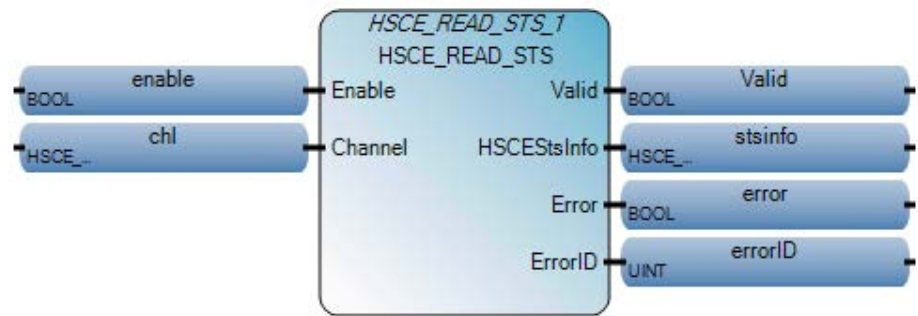 HSCE_READ_STS_1
HSCE_READ_STS
enable
BOOL
Enable
Valid
Valid
BOOL
chl
HSCE_...
Channel
HSCEStsInfo
stsinfo
HSCE_...
Error
error
BOOL
ErrorID
errorID
UINT